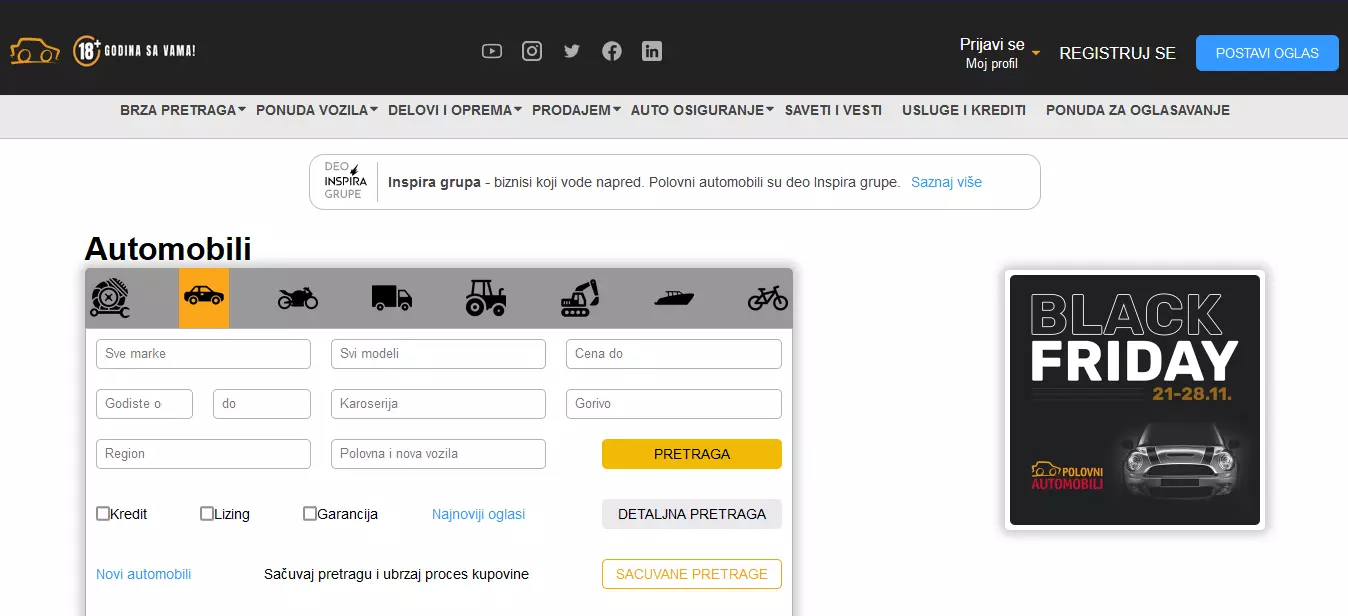 18+ GODINA SA VAMA!
Prijavi se
Moj profil
REGISTRUJ SE
POSTAVI OGLAS
BRZA PRETRAGA PONUDA VOZILA DELOVI I OPREMA PRODAJEM AUTO OSIGURANJE SAVETI I VESTI USLUGE I KREDITI PONUDA ZA OGLASAVANJE
DEO
INSPIRA
GRUPE
Inspira grupa - biznisi koji vode napred. Polovni automobili su deo Inspira grupe. Saznaj više
Automobili
Sve marke Svi modeli Cena do
Godiste o do Karoserija Gorivo
Region Polovna i nova vozila PRETRAGA
Kredit Lizing Garancija Najnoviji oglasi DETALJNA PRETRAGA
Novi automobili Sačuvaj pretragu i ubrzaj proces kupovine SACUVANE PRETRAGE
BLACK
FRIDAY
21-28.11.
POLOVNI
AUTOMOBILI